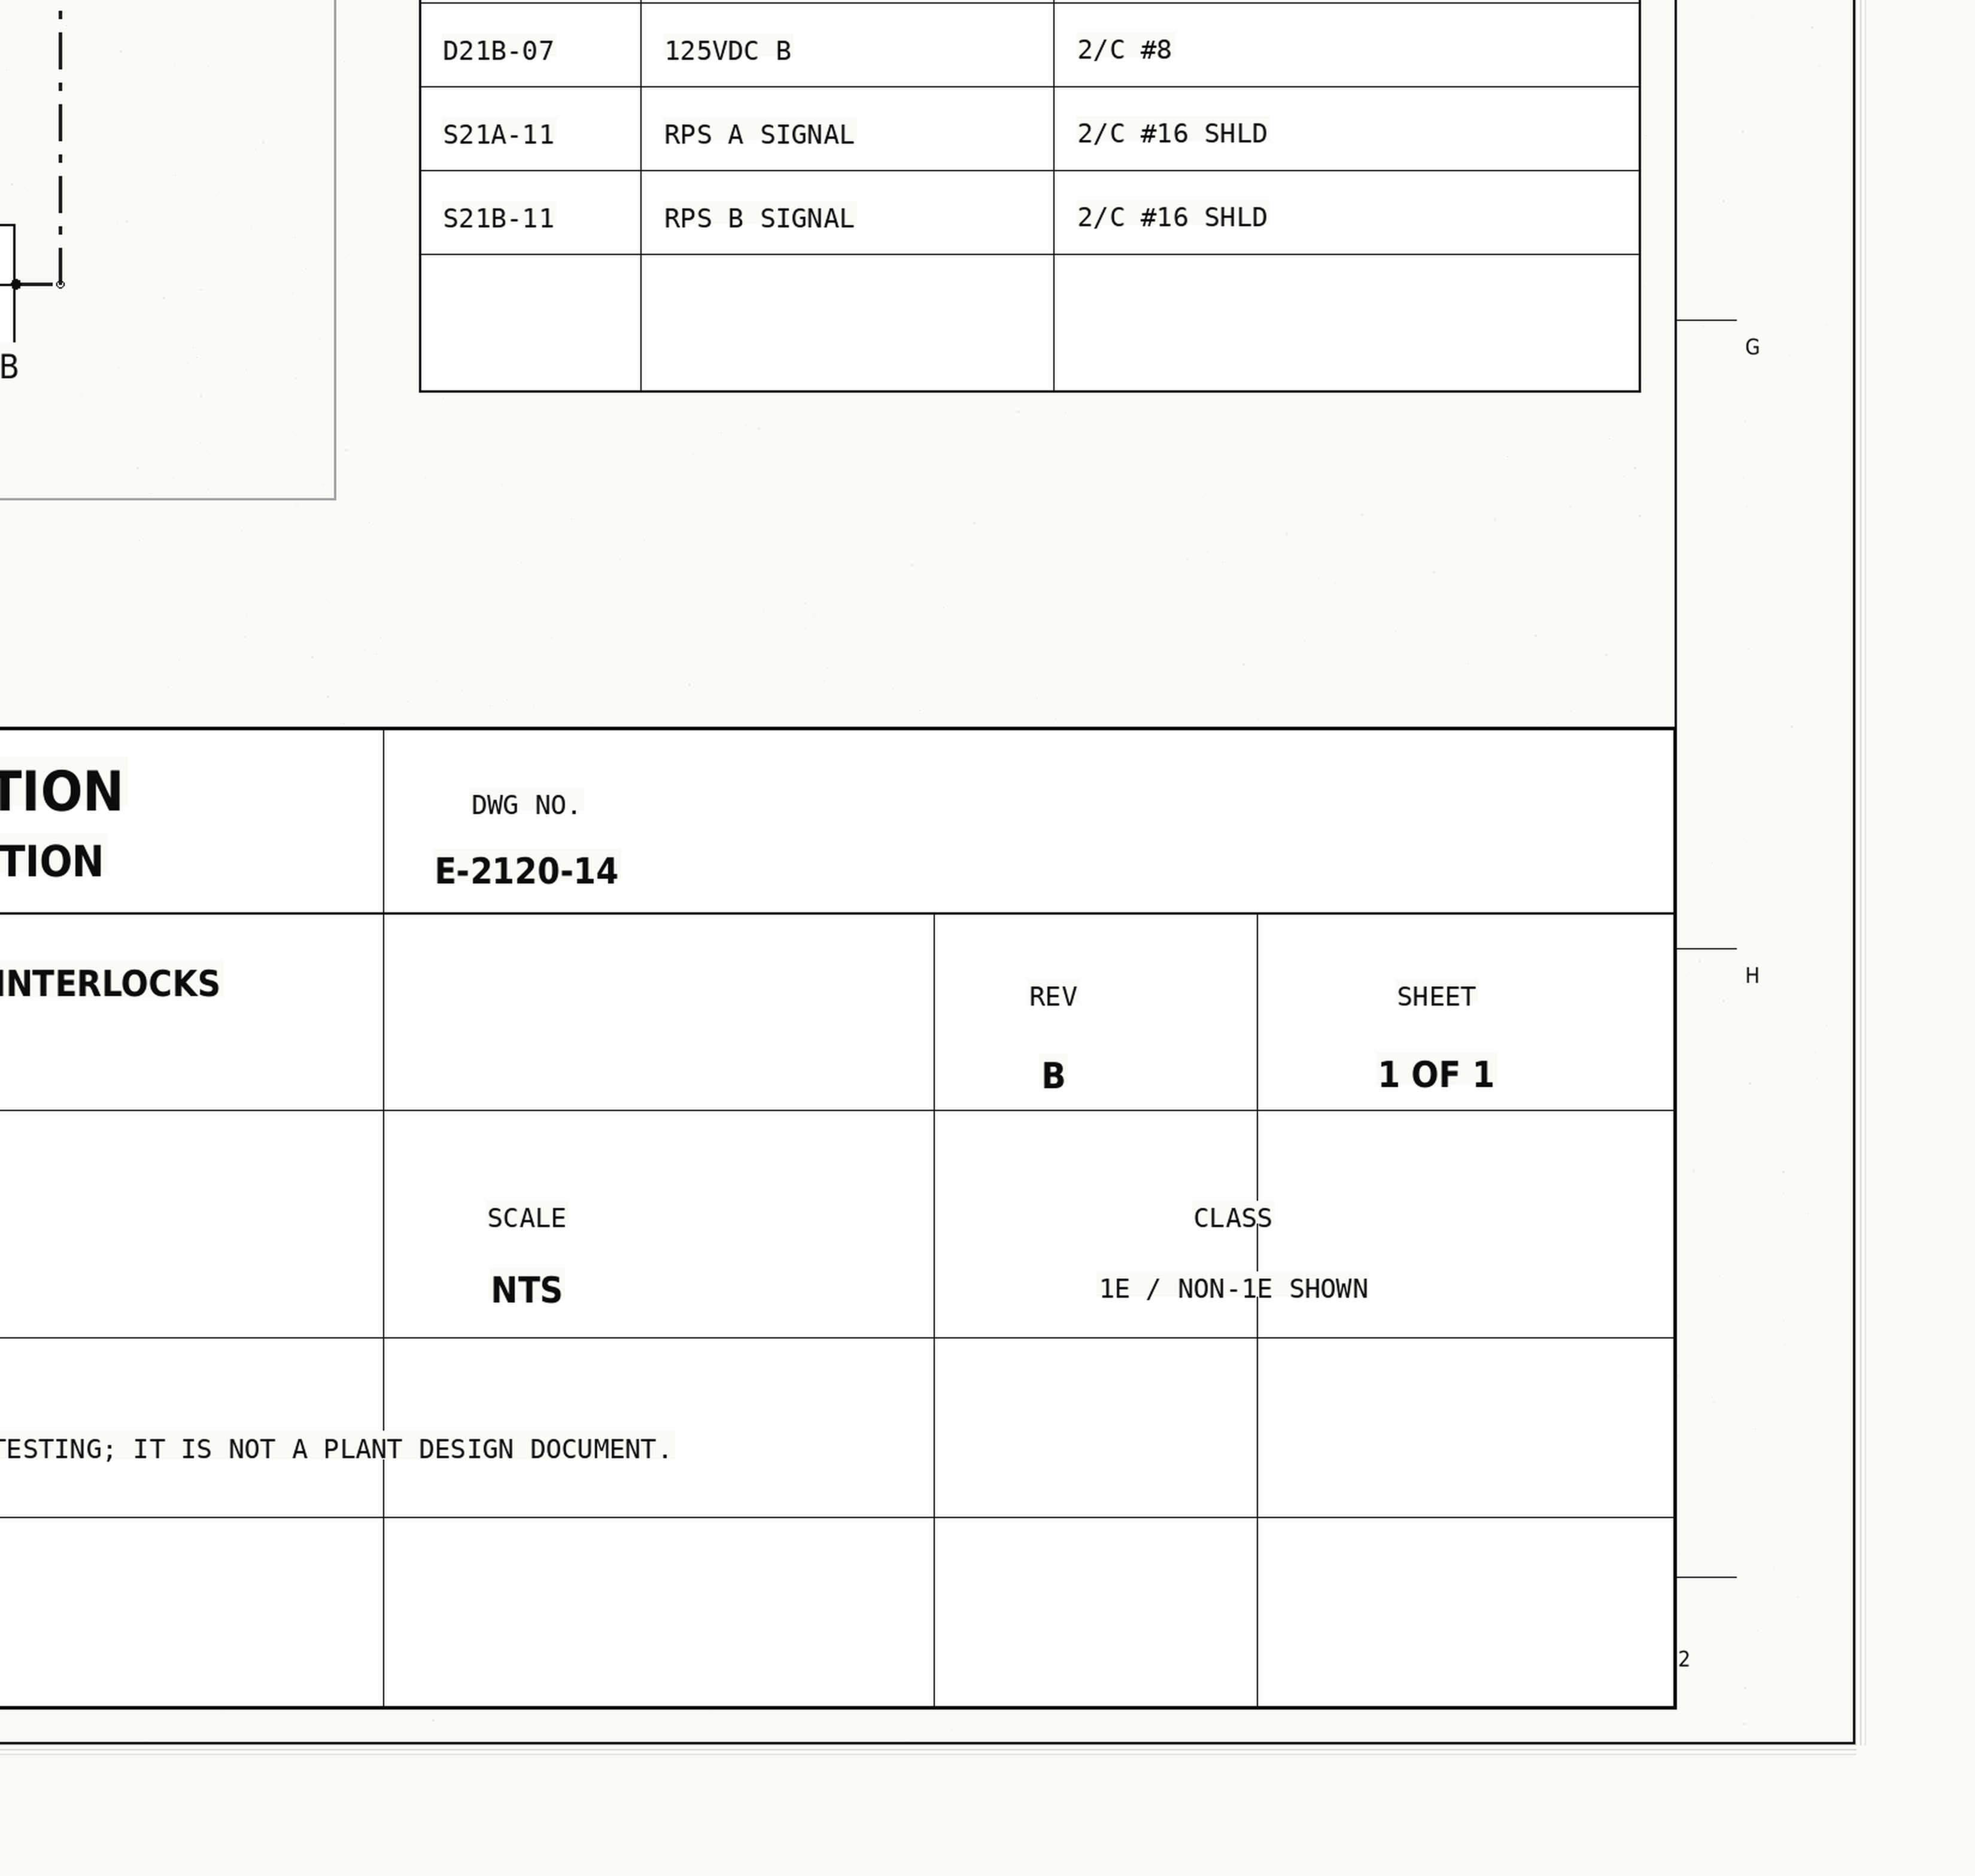 D21B-07 125VDC B 2/C #8
S21A-11 RPS A SIGNAL 2/C #16 SHLD
S21B-11 RPS B SIGNAL 2/C #16 SHLD
G
B
TION
DWG NO.
TION
E-2120-14
INTERLOCKS
H
REV
SHEET
B
1 OF 1
SCALE
CLASS
NTS
1E / NON-1E SHOWN
TESTING; IT IS NOT A PLANT DESIGN DOCUMENT.
2